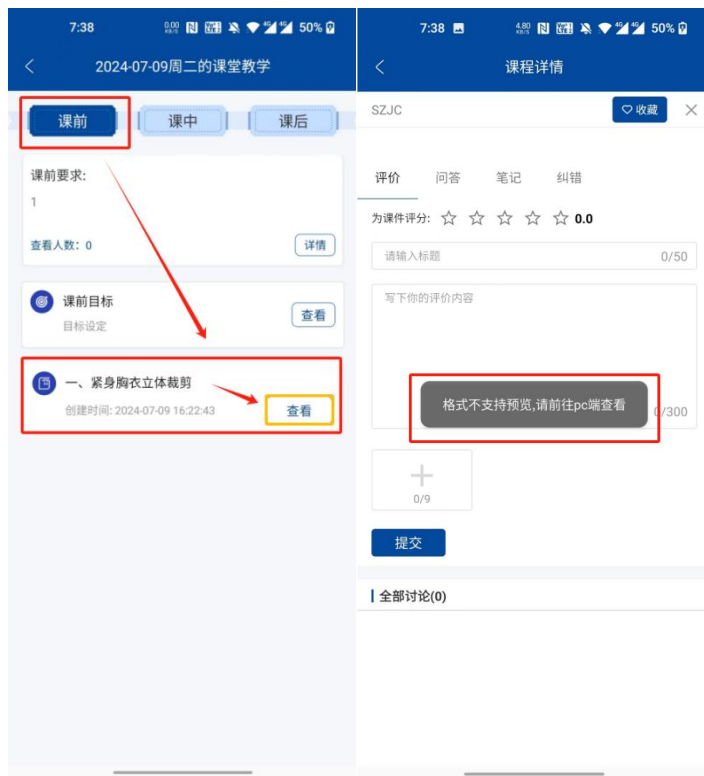 7:38 0.00 KB/S 50%
2024-07-09周二的课堂教学
课前 课中 课后
课前要求:
1
查看人数: 0 详情
课前目标
目标设定
查看
一、紧身胸衣立体裁剪
创建时间: 2024-07-09 16:22:43
查看
7:38 4.80 KB/S 50%
课程详情
SZJC 收藏
评价 问答 笔记 纠错
为课件评分: 0.0
请输入标题 0/50
写下你的评价内容
格式不支持预览,请前往pc端查看
/300
0/9
提交
全部讨论(0)